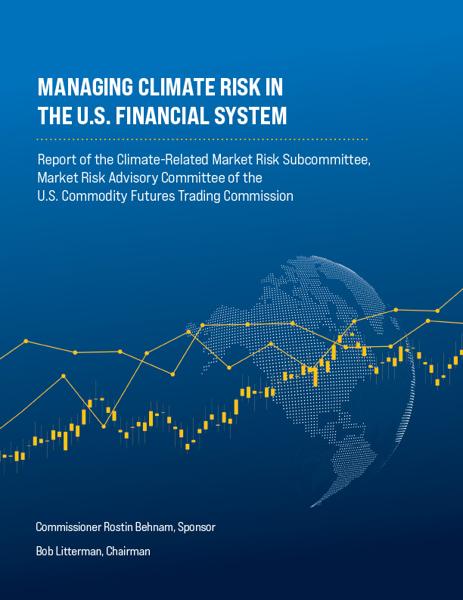 MANAGING CLIMATE RISK IN
THE U.S. FINANCIAL SYSTEM
Report of the Climate-Related Market Risk Subcommittee,
Market Risk Advisory Committee of the
U.S. Commodity Futures Trading Commission
Commissioner Rostin Behnam, Sponsor
Bob Litterman, Chairman